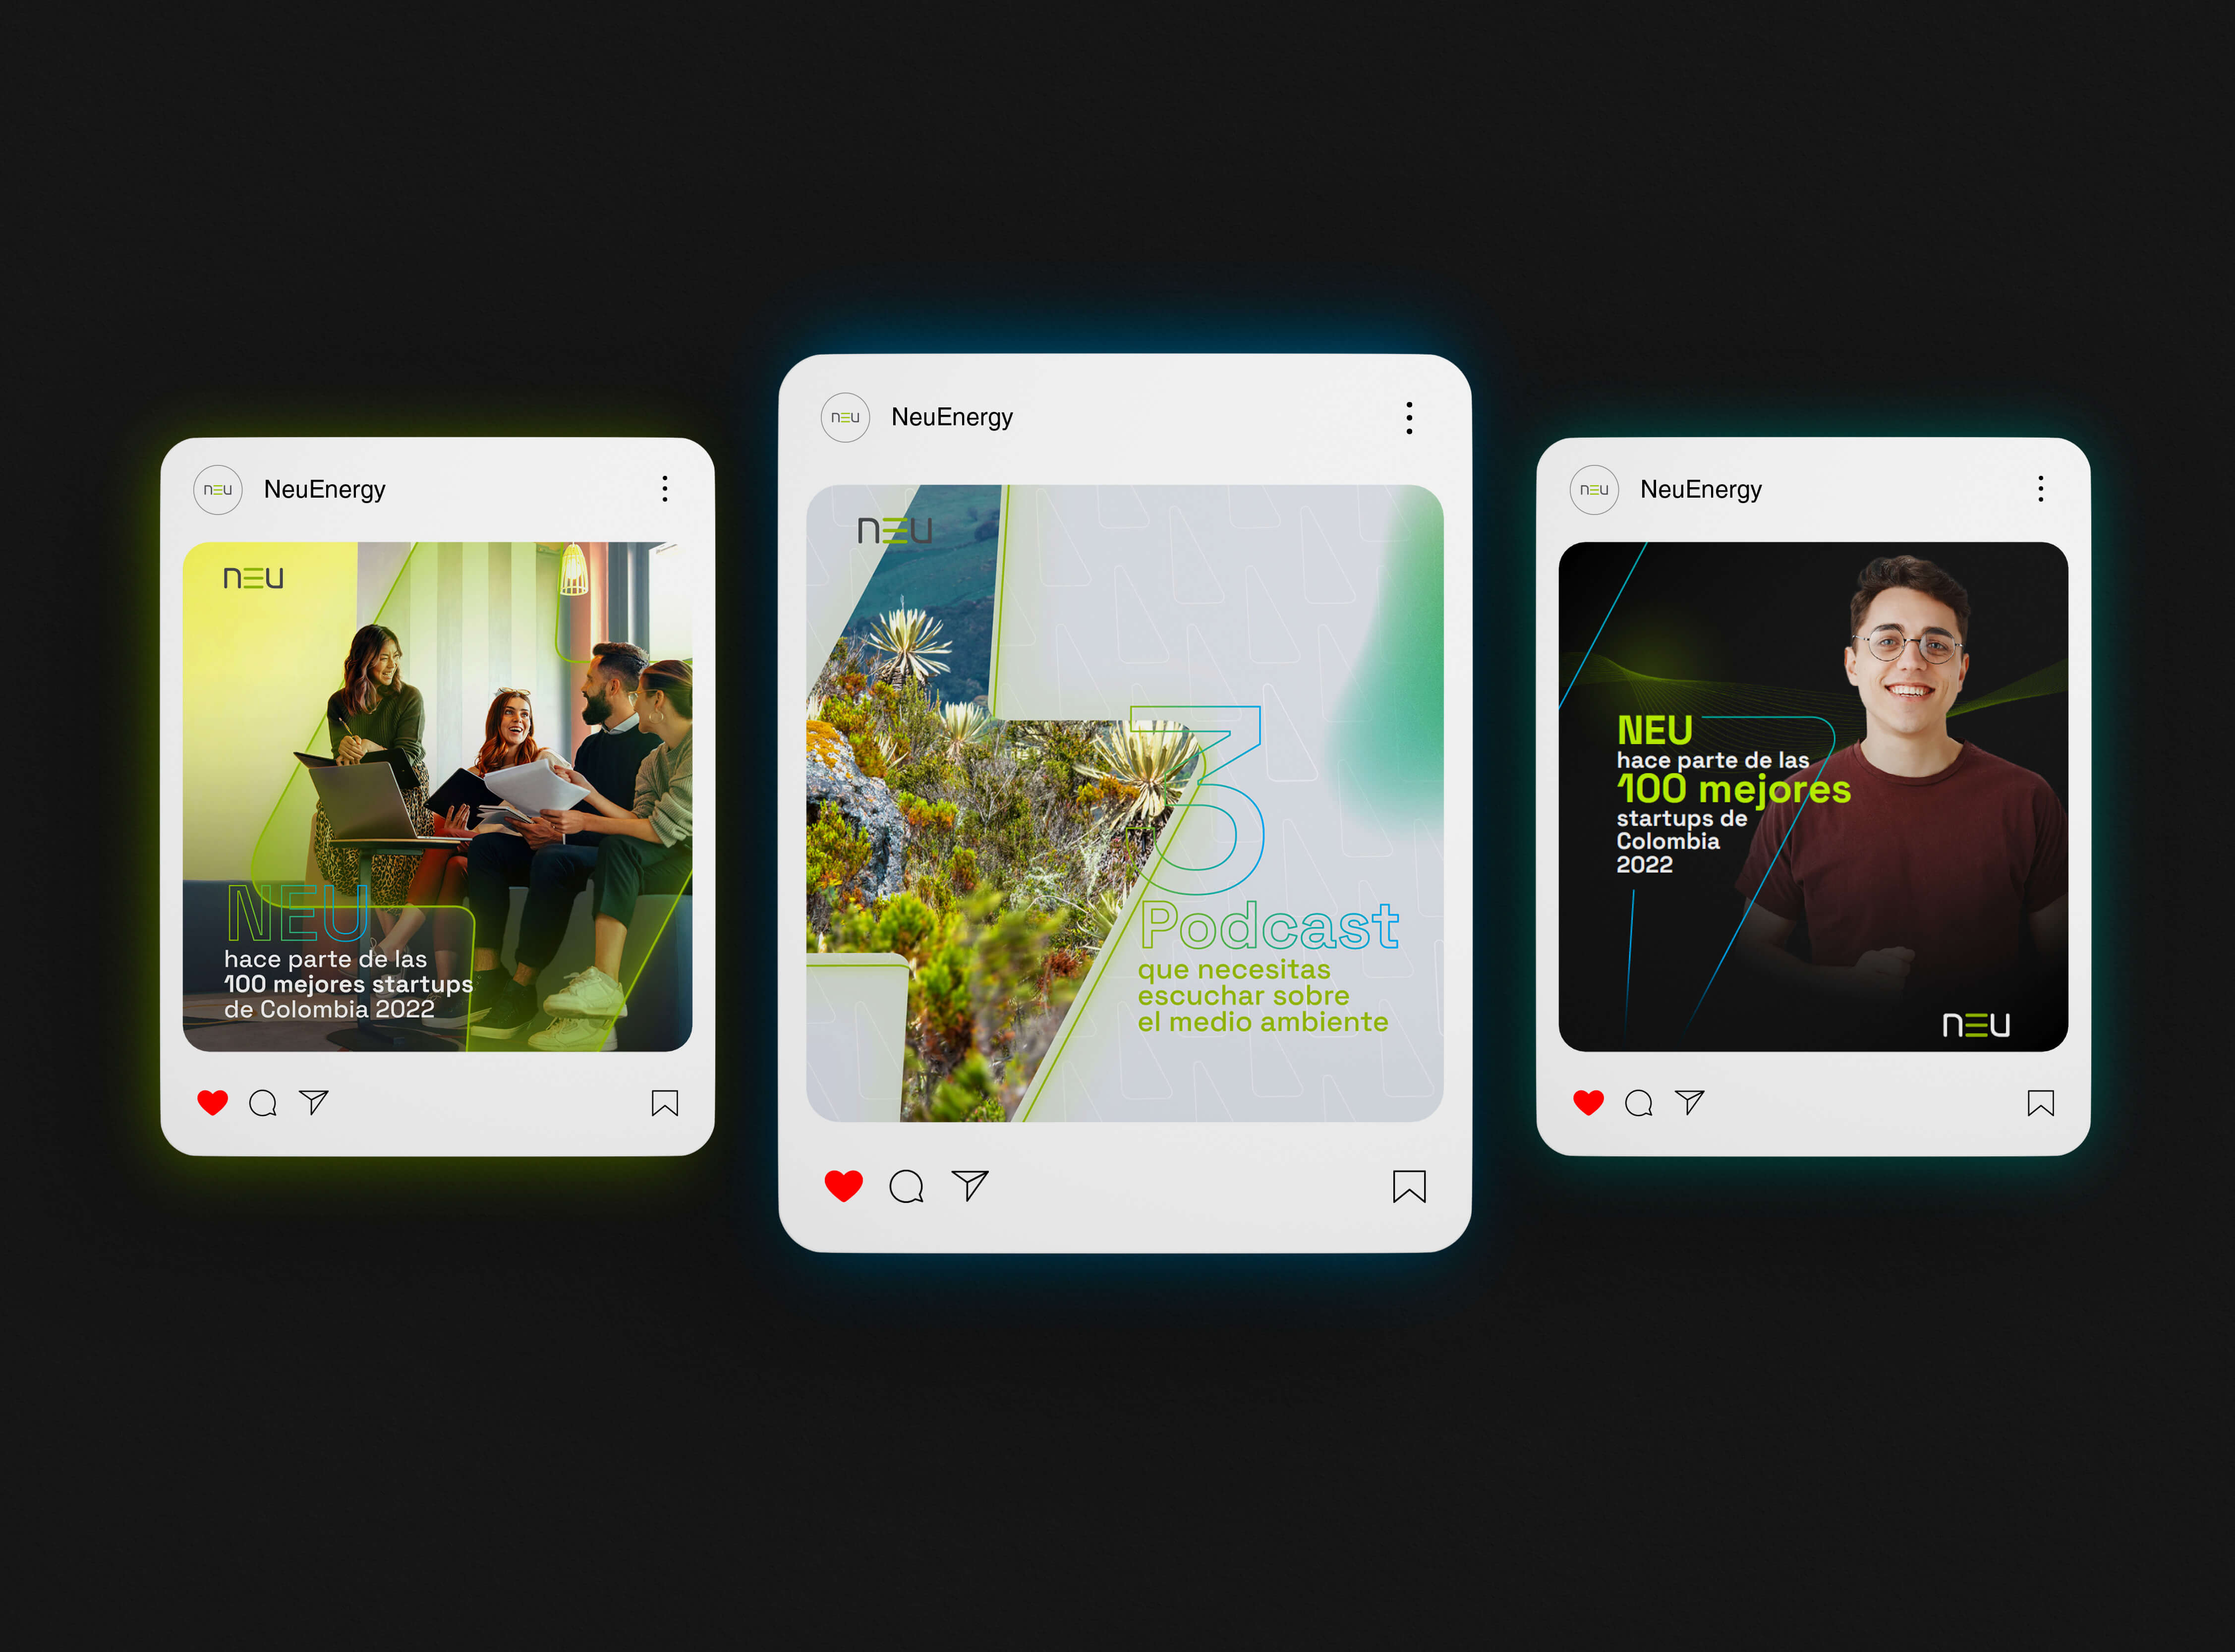 neu NeuEnergy
neu
NEU
hace parte de las
100 mejores startups
de Colombia 2022
neu NeuEnergy
neu
3
Podcast
que necesitas
escuchar sobre
el medio ambiente
neu NeuEnergy
NEU
hace parte de las
100 mejores
startups de
Colombia
2022
neu